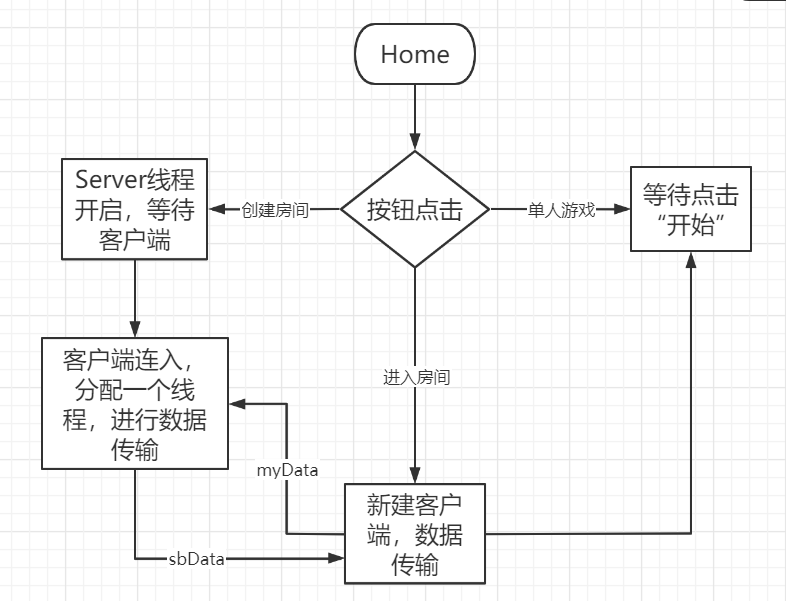 Home
Server线程
开启，等待
客户端
创建房间
按钮点击
单人游戏
等待点击
“开始”
客户端连入，
分配一个线
程，进行数据
传输
进入房间
myData
新建客户
端，数据
传输
sbData